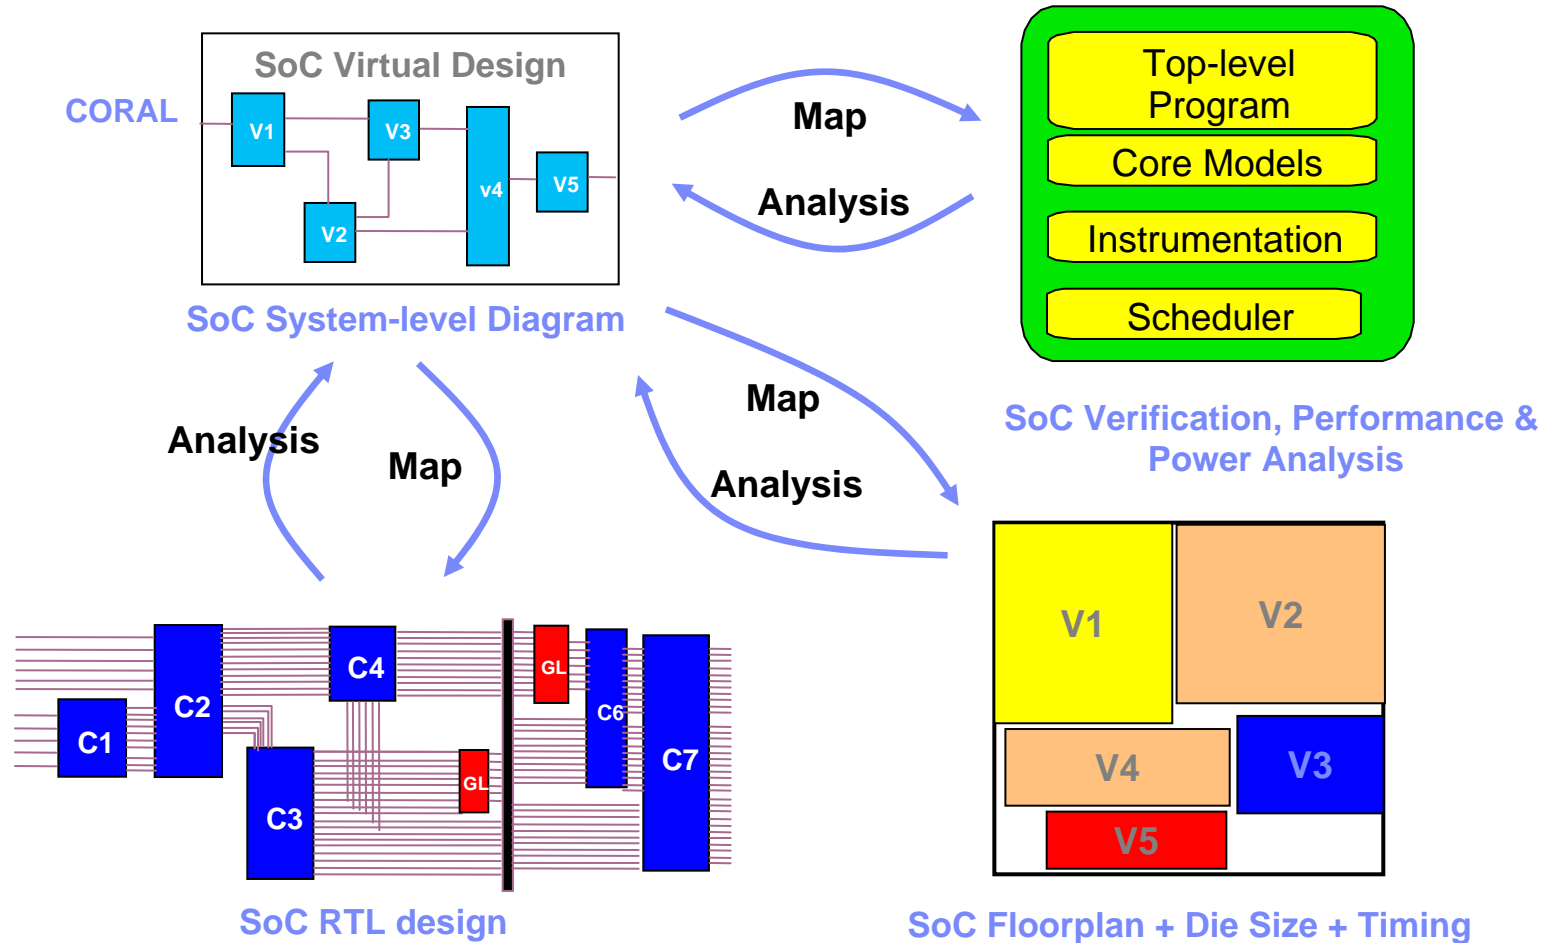 SoC Virtual Design
CORAL
V1
V3
V2
v4
V5
SoC System-level Diagram
Map
Analysis
Top-level
Program
Core Models
Instrumentation
Scheduler
SoC Verification, Performance &
Power Analysis
Analysis
Map
Map
Analysis
C1
C2
C3
C4
GL
GL
C6
C7
SoC RTL design
V1
V2
V4
V3
V5
SoC Floorplan + Die Size + Timing